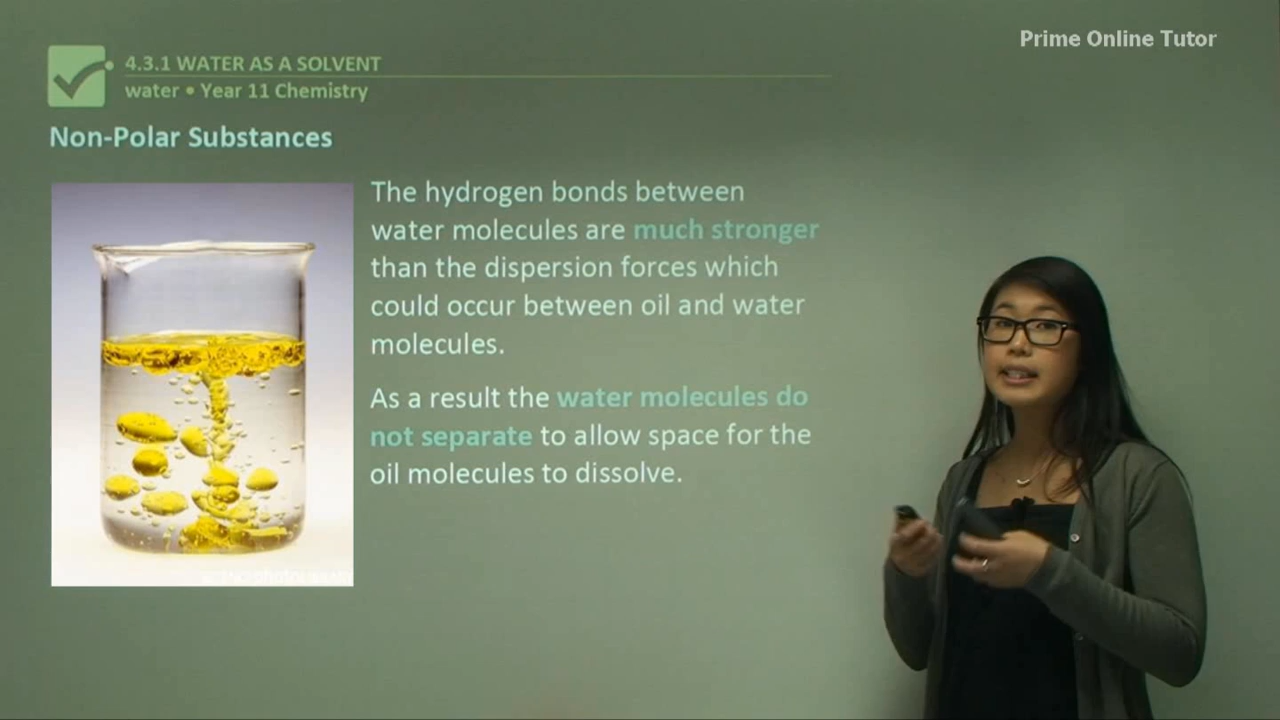 Prime Online Tutor
4.3.1 WATER AS A SOLVENT
water • Year 11 Chemistry
Non-Polar Substances
The hydrogen bonds between
water molecules are much stronger
than the dispersion forces which
could occur between oil and water
molecules.
As a result the water molecules do
not separate to allow space for the
oil molecules to dissolve.